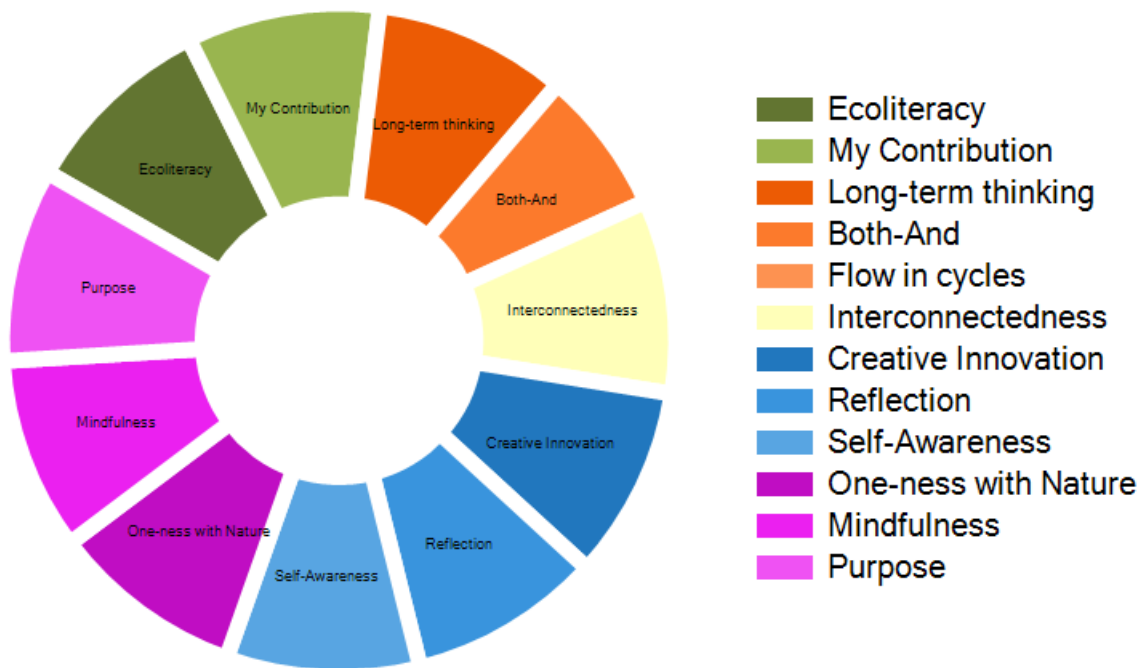 My Contribution
Long-term thinking
Ecoliteracy
Both-And
Purpose
Interconnectedness
Mindfulness
Creative Innovation
One-ness with Nature
Reflection
Self-Awareness
Ecoliteracy
My Contribution
Long-term thinking
Both-And
Flow in cycles
Interconnectedness
Creative Innovation
Reflection
Self-Awareness
One-ness with Nature
Mindfulness
Purpose